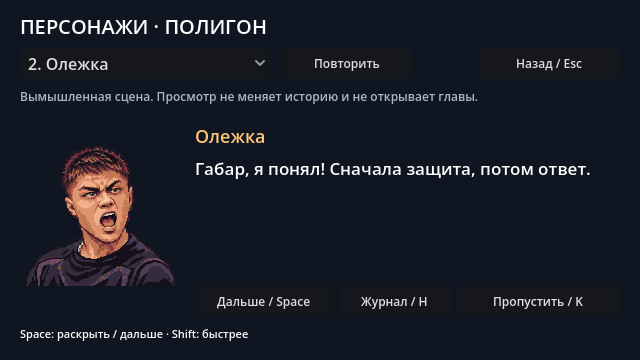 ПЕРСОНАЖИ · ПОЛИГОН
2. Олежка
Повторить
Назад / Esc
Вымышленная сцена. Просмотр не меняет историю и не открывает главы.
Олежка
Габар, я понял! Сначала защита, потом ответ.
Дальше / Space
Журнал / H
Пропустить / K
Space: раскрыть / дальше · Shift: быстрее